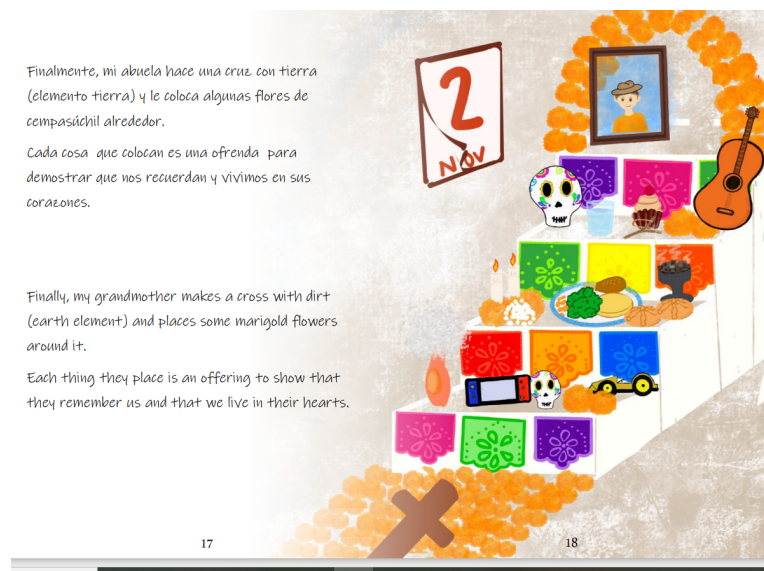 Finalmente, mi abuela hace una cruz con tierra
(elemento tierra) y le coloca algunas flores de
cempasúchil alrededor.
Cada cosa que colocan es una ofrenda para
demostrar que nos recuerdan y vivimos en sus
corazones.
Finally, my grandmother makes a cross with dirt
(earth element) and places some marigold flowers
around it.
Each thing they place is an offering to show that
they remember us and that we live in their hearts.
17
2
NOV
18